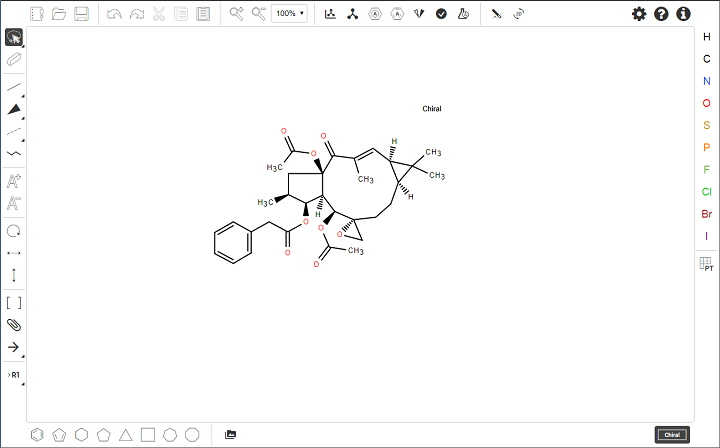 100%
H
C
N
O
S
P
F
Cl
Br
I
PT
Chiral
O
O
O
H
H3C
CH3
CH3
CH3
H
H3C
H
O
O
O
O
CH3
O
[ ]
R1
Chiral